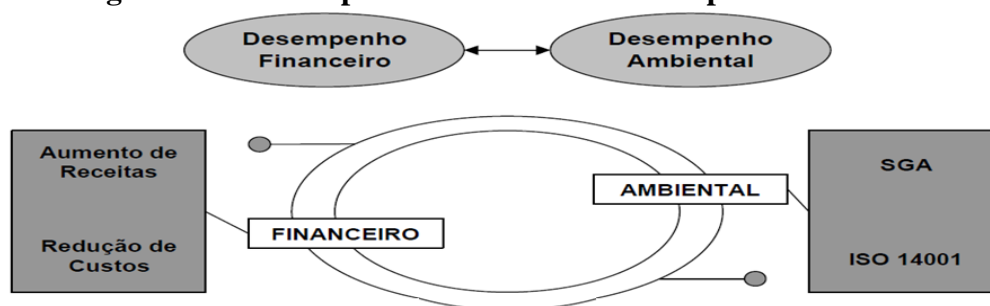 Desempenho
Financeiro
Desempenho
Ambiental
Aumento de
Receitas
Redução de
Custos
FINANCEIRO
AMBIENTAL
SGA
ISO 14001